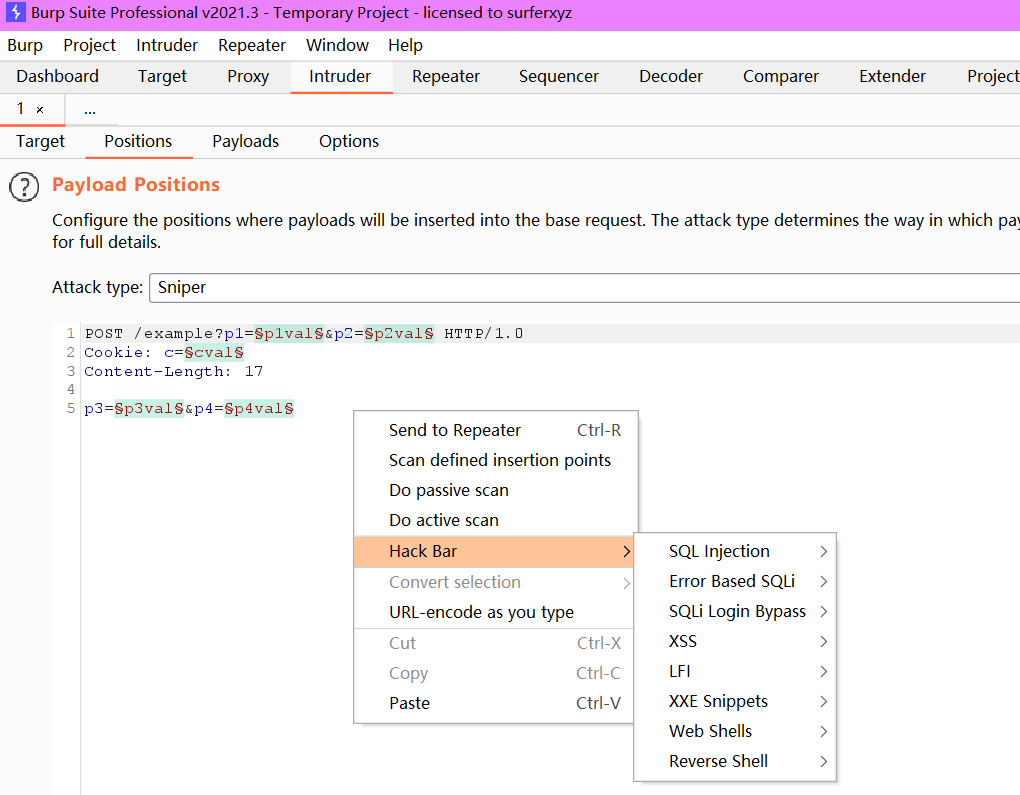 Burp Suite Professional v2021.3 - Temporary Project - licensed to surferxyz
Burp Project Intruder Repeater Window Help
Dashboard Target Proxy Intruder Repeater Sequencer Decoder Comparer Extender Project
1 × ...
Target Positions Payloads Options
? Payload Positions
Configure the positions where payloads will be inserted into the base request. The attack type determines the way in which pay
for full details.
Attack type: Sniper
1 POST /example?p1=§p1val§&p2=§p2val§ HTTP/1.0
2 Cookie: c=§cval§
3 Content-Length: 17
4
5 p3=§p3val§&p4=§p4val§
Send to Repeater Ctrl-R
Scan defined insertion points
Do passive scan
Do active scan
Hack Bar
Convert selection
URL-encode as you type
Cut Ctrl-X
Copy Ctrl-C
Paste Ctrl-V
SQL Injection
Error Based SQLi
SQLi Login Bypass
XSS
LFI
XXE Snippets
Web Shells
Reverse Shell